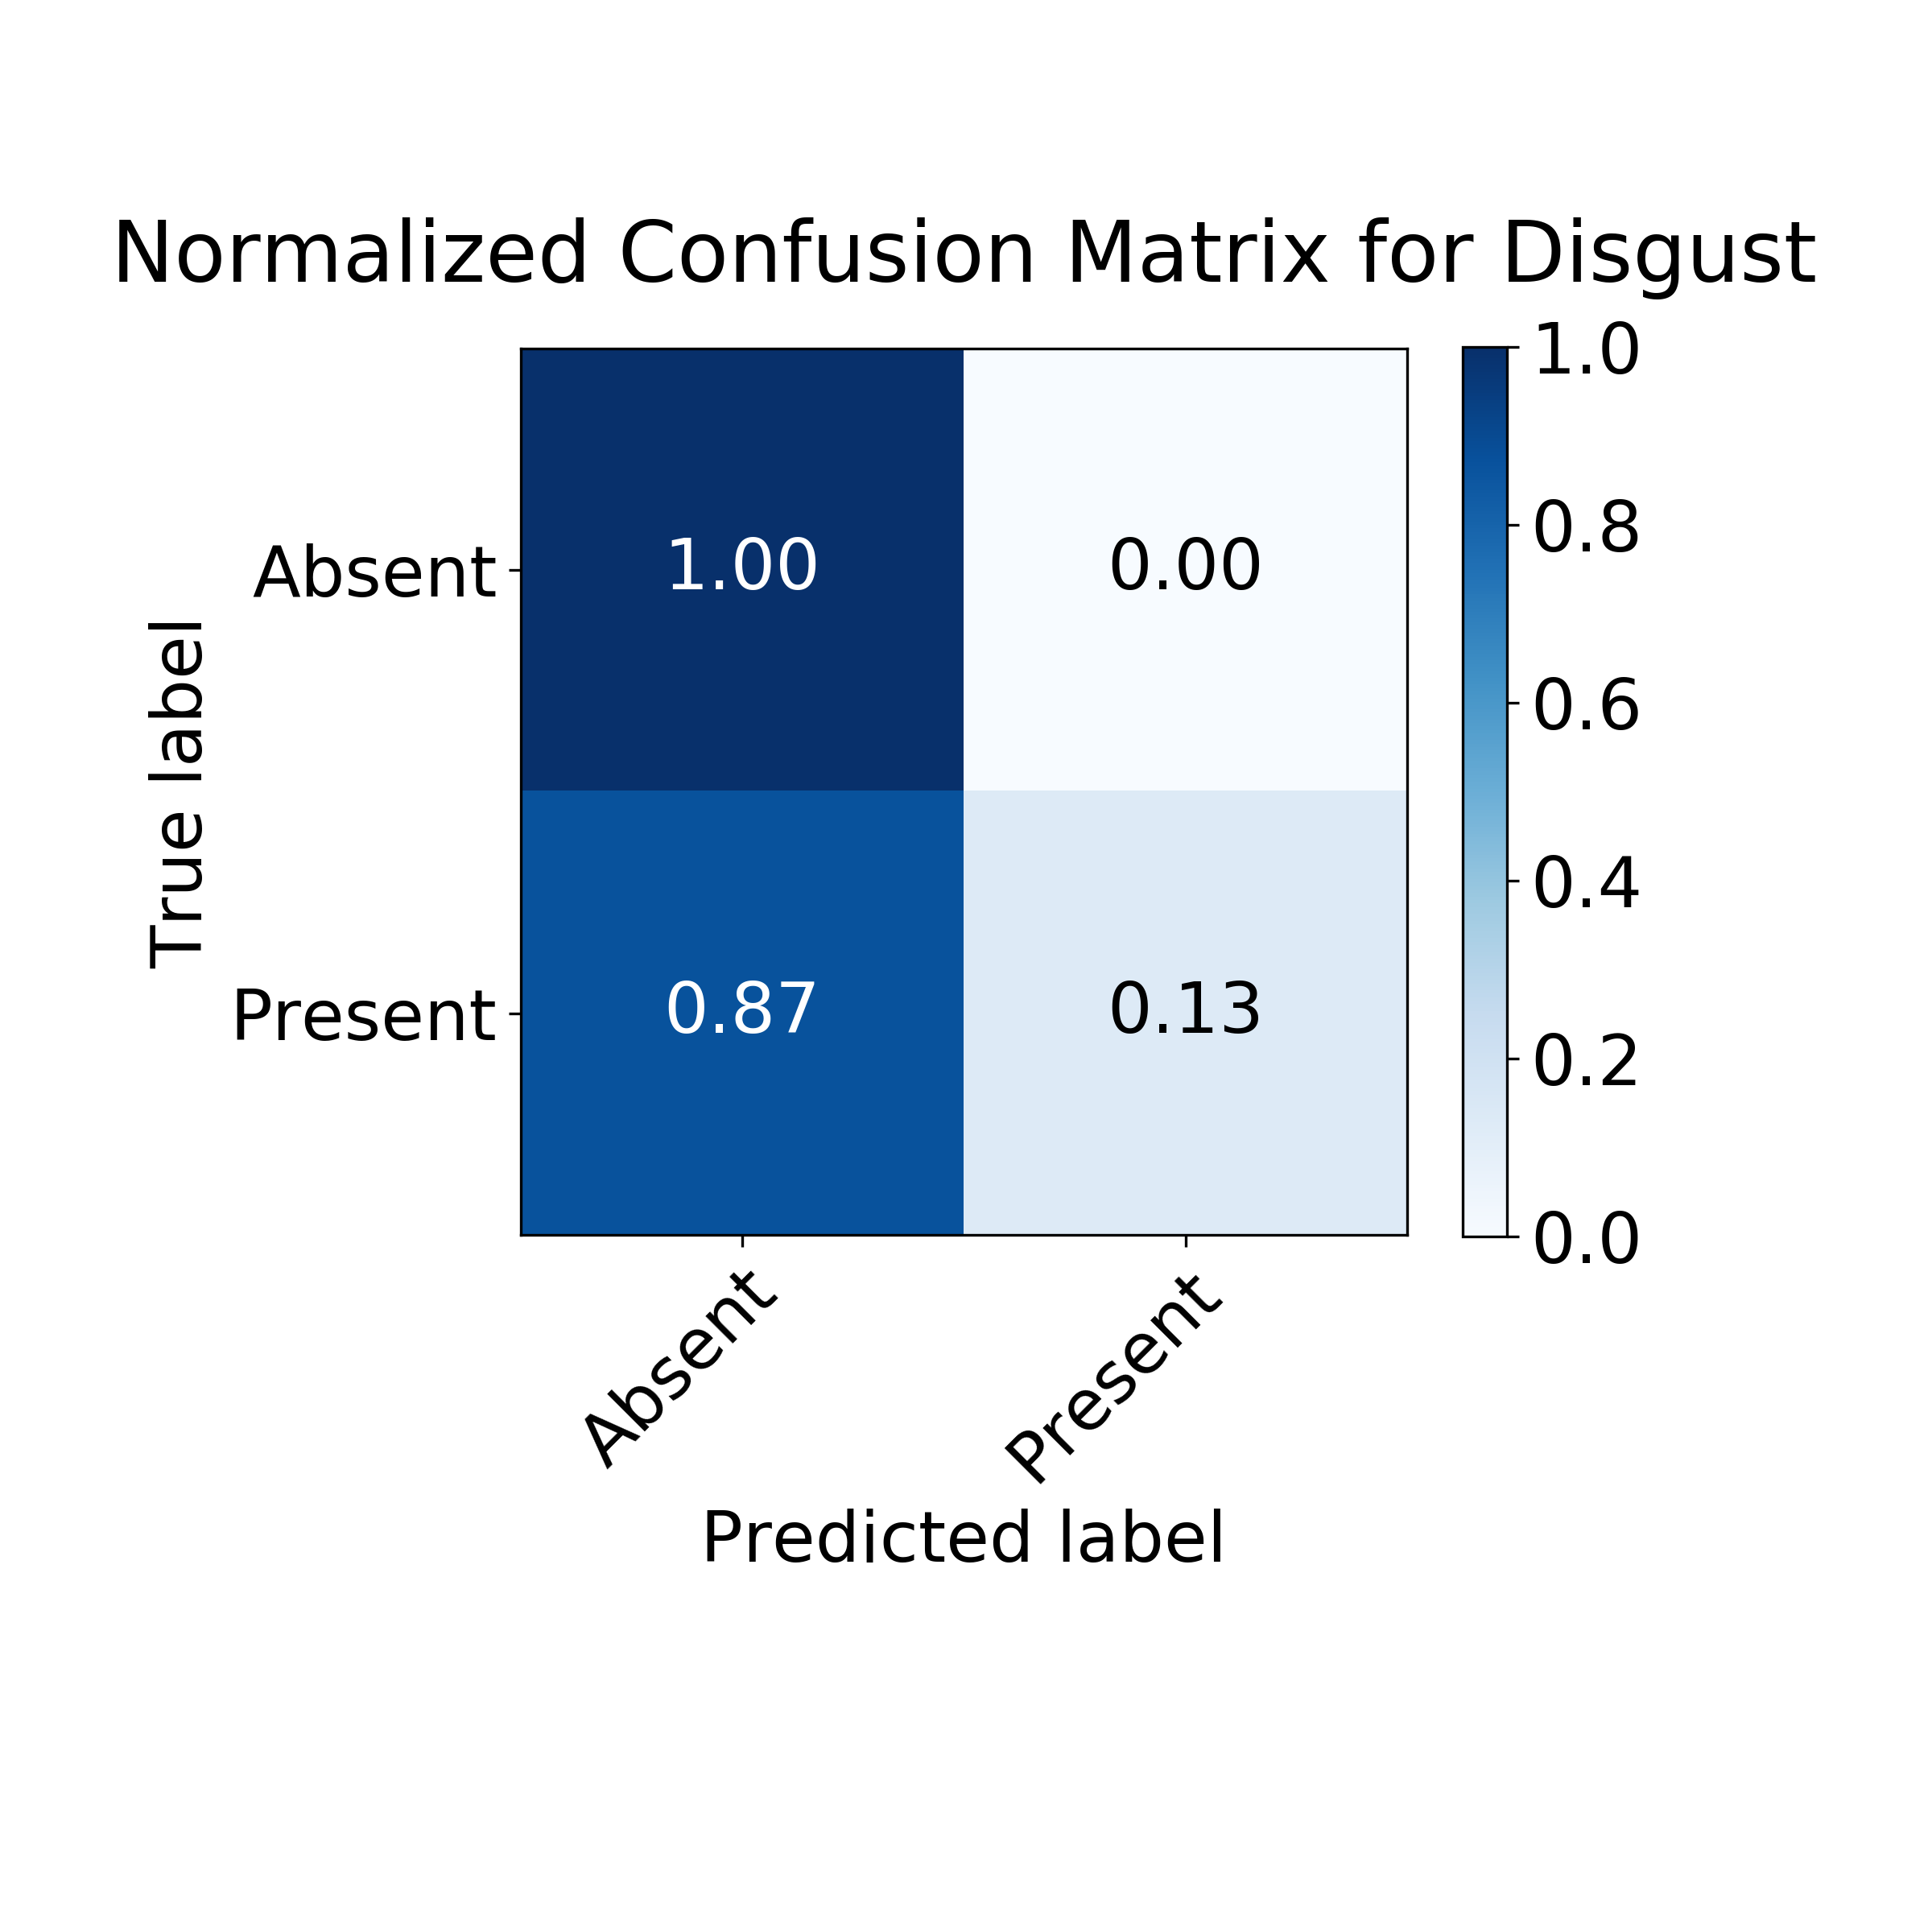 Normalized Confusion Matrix for Disgust
1.0
0.8
0.6
0.4
0.2
0.0
True label
Absent
1.00
0.00
Present
0.87
0.13
Absent
Present
Predicted label